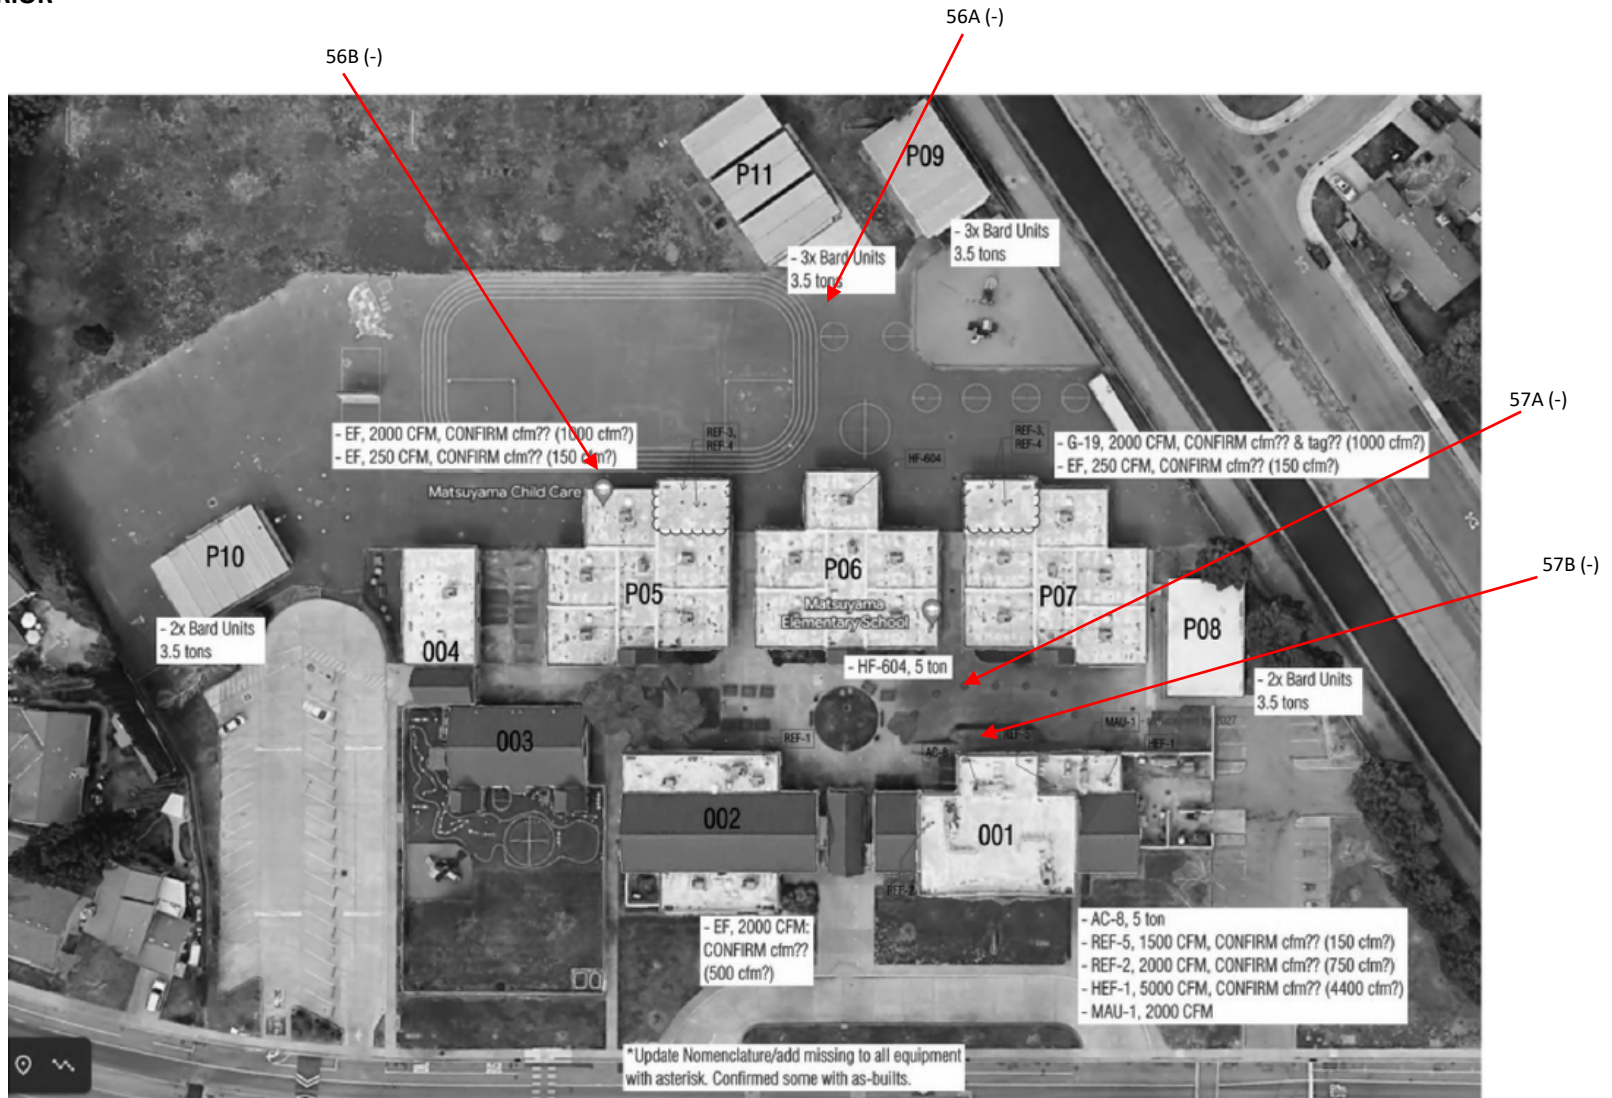 56A (-)
56B (-)
P11
P09
- 3x Bard Units
3.5 tons
- 3x Bard Units
3.5 tons
57A (-)
- EF, 2000 CFM, CONFIRM cfm?? (1000 cfm?)
- EF, 250 CFM, CONFIRM cfm?? (150 cfm?)
REF-3,
REF-4
HF-604
REF-3,
REF-4
- G-19, 2000 CFM, CONFIRM cfm?? & tag?? (1000 cfm?)
- EF, 250 CFM, CONFIRM cfm?? (150 cfm?)
Matsuyama Child Care
P10
P05
P06
P07
57B (-)
Matsuyama
Elementary School
P08
- 2x Bard Units
3.5 tons
004
- HF-604, 5 ton
- 2x Bard Units
3.5 tons
003
REF-1
AC-8
REF-5
MAU-1
2027
HEF-1
002
001
REF-2
- EF, 2000 CFM:
CONFIRM cfm??
(500 cfm?)
- AC-8, 5 ton
- REF-5, 1500 CFM, CONFIRM cfm?? (150 cfm?)
- REF-2, 2000 CFM, CONFIRM cfm?? (750 cfm?)
- HEF-1, 5000 CFM, CONFIRM cfm?? (4400 cfm?)
- MAU-1, 2000 CFM
*Update Nomenclature/add missing to all equipment
with asterisk. Confirmed some with as-builts.